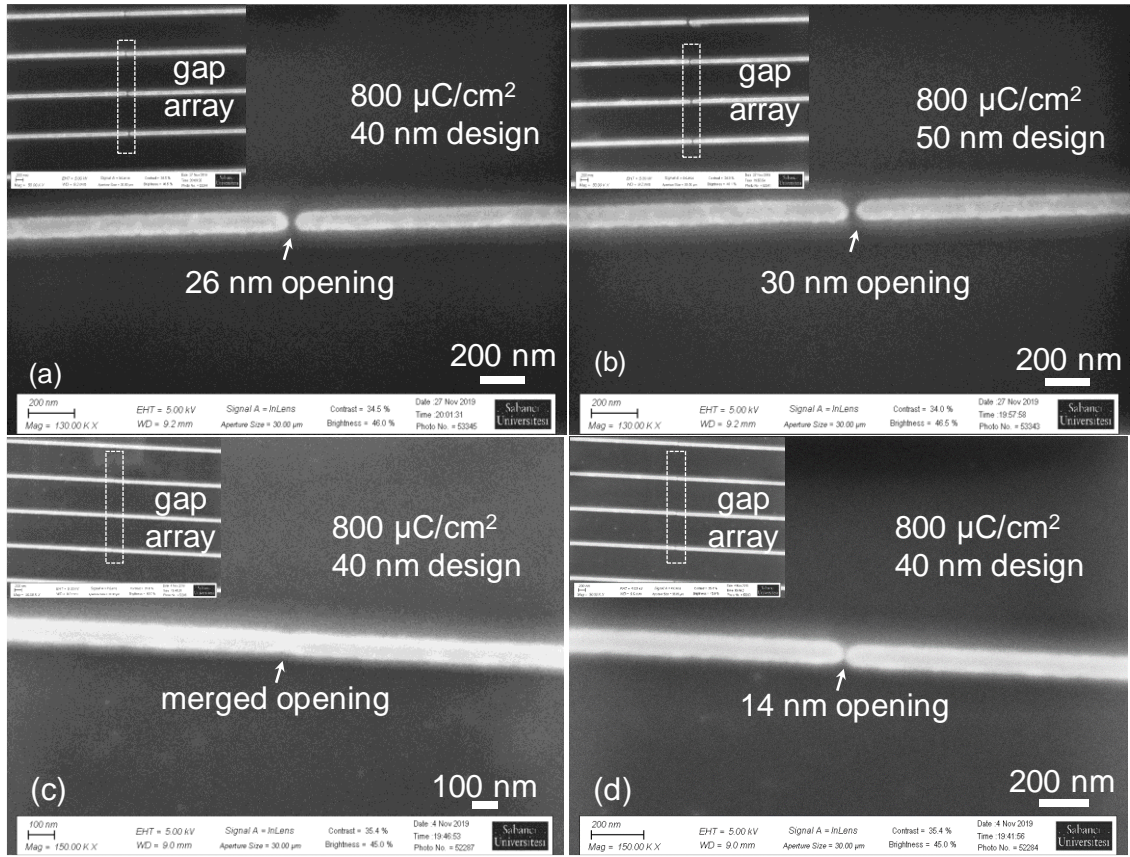 gap
array
800 µC/cm²
40 nm design
26 nm opening
(a)
200 nm
200 nm
Mag = 130.00 K X
EHT = 5.00 kV
WD = 9.2 mm
Signal A = InLens
Aperture Size = 30.00 µm
Contrast = 34.5 %
Brightness = 46.0 %
Date :27 Nov 2019
Time :20:01:31
Photo No. = 53345
Sabancı
Universitesi
gap
array
800 µC/cm²
50 nm design
30 nm opening
(b)
200 nm
200 nm
Mag = 130.00 K X
EHT = 5.00 kV
WD = 9.2 mm
Signal A = InLens
Aperture Size = 30.00 µm
Contrast = 34.0 %
Brightness = 46.5 %
Date :27 Nov 2019
Time :19:57:58
Photo No. = 53343
Sabancı
Universitesi
gap
array
800 µC/cm²
40 nm design
merged opening
(c)
100 nm
100 nm
Mag = 150.00 K X
EHT = 5.00 kV
WD = 9.0 mm
Signal A = InLens
Aperture Size = 30.00 µm
Contrast = 35.4 %
Brightness = 45.0 %
Date :4 Nov 2019
Time :19:46:53
Photo No. = 52287
Sabancı
Universitesi
gap
array
800 µC/cm²
40 nm design
14 nm opening
(d)
200 nm
200 nm
Mag = 150.00 K X
EHT = 5.00 kV
WD = 9.0 mm
Signal A = InLens
Aperture Size = 30.00 µm
Contrast = 35.4 %
Brightness = 45.0 %
Date :4 Nov 2019
Time :19:41:56
Photo No. = 52284
Sabancı
Universitesi